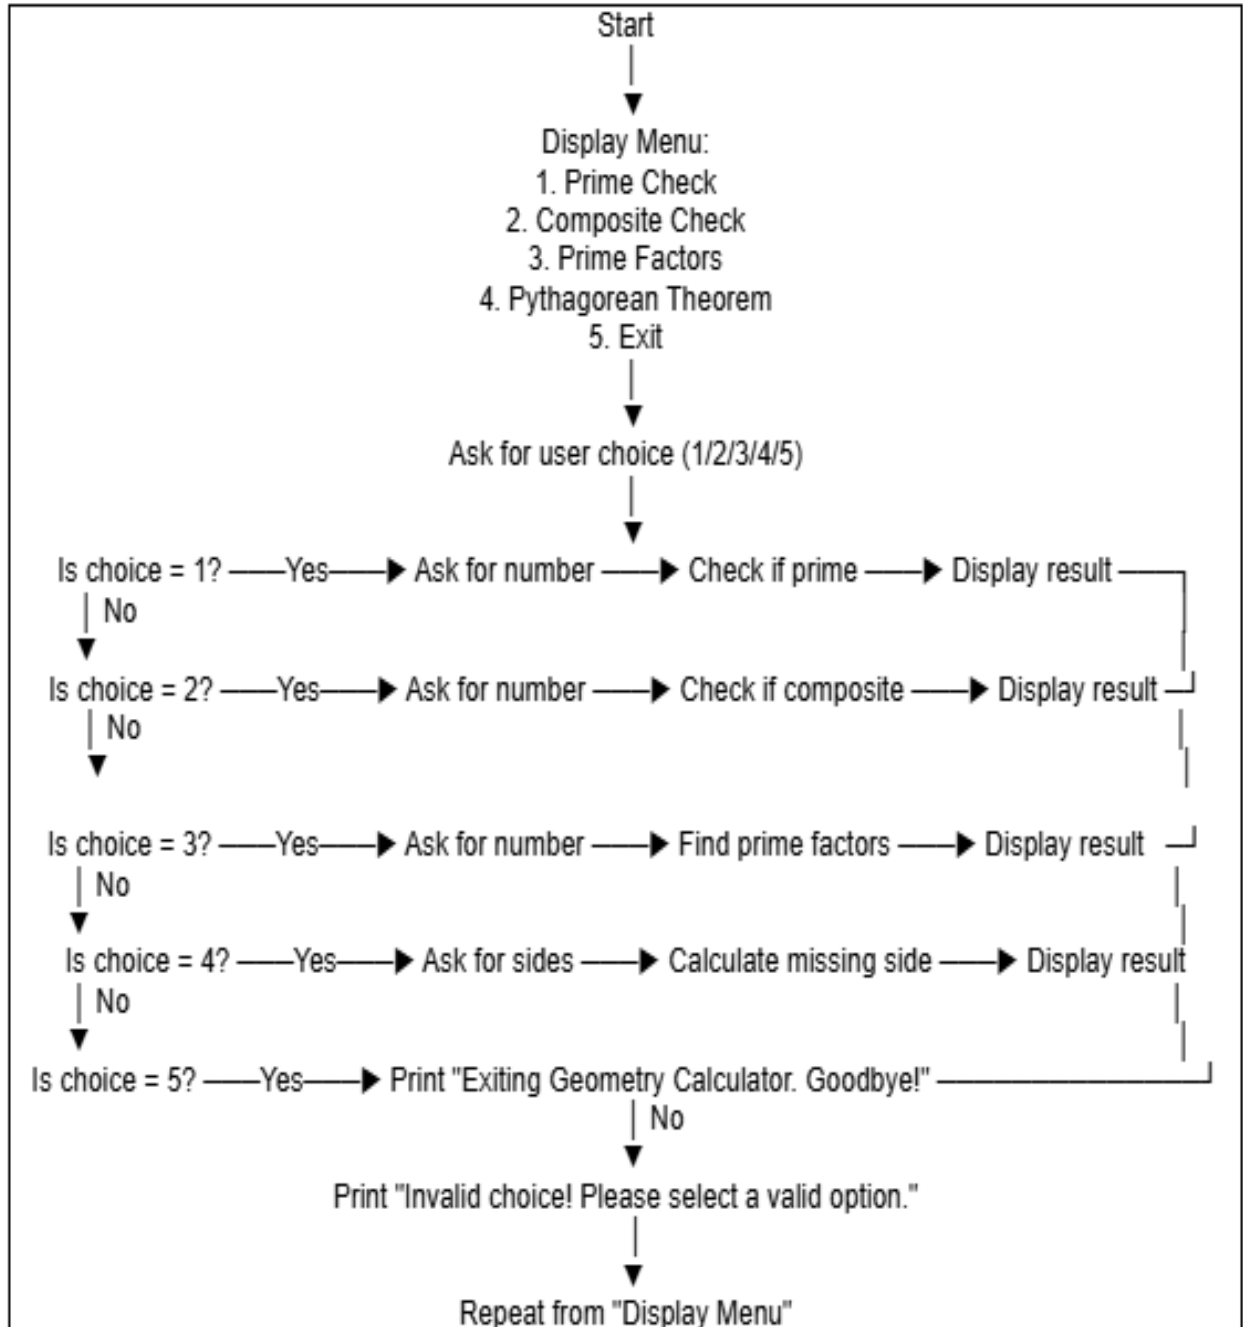 Start
Display Menu:
1. Prime Check
2. Composite Check
3. Prime Factors
4. Pythagorean Theorem
5. Exit
Ask for user choice (1/2/3/4/5)
Is choice = 1? Yes Ask for number Check if prime Display result
No
Is choice = 2? Yes Ask for number Check if composite Display result
No
Is choice = 3? Yes Ask for number Find prime factors Display result
No
Is choice = 4? Yes Ask for sides Calculate missing side Display result
No
Is choice = 5? Yes Print "Exiting Geometry Calculator. Goodbye!"
No
Print "Invalid choice! Please select a valid option."
Repeat from "Display Menu"